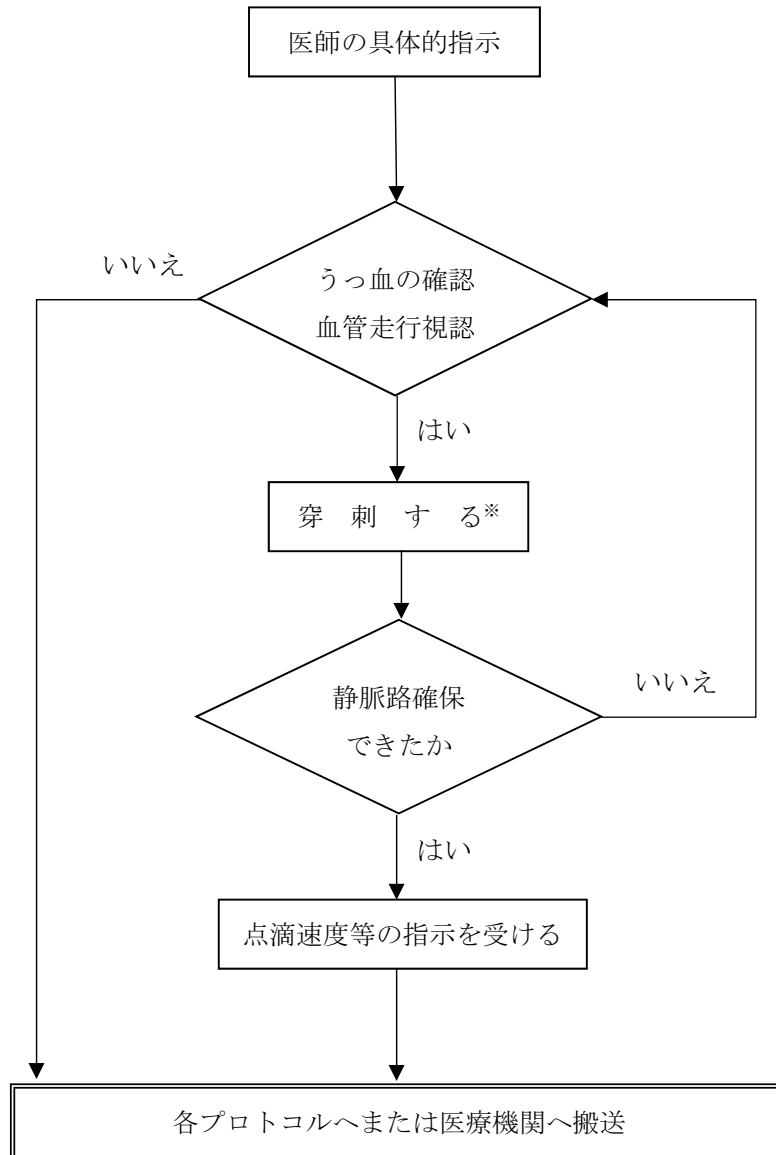 医師の具体的指示
いいえ
うっ血の確認
血管走行視認
はい
穿 刺 す る※
静脈路確保
できたか
いいえ
はい
点滴速度等の指示を受ける
各プロトコルへまたは医療機関へ搬送